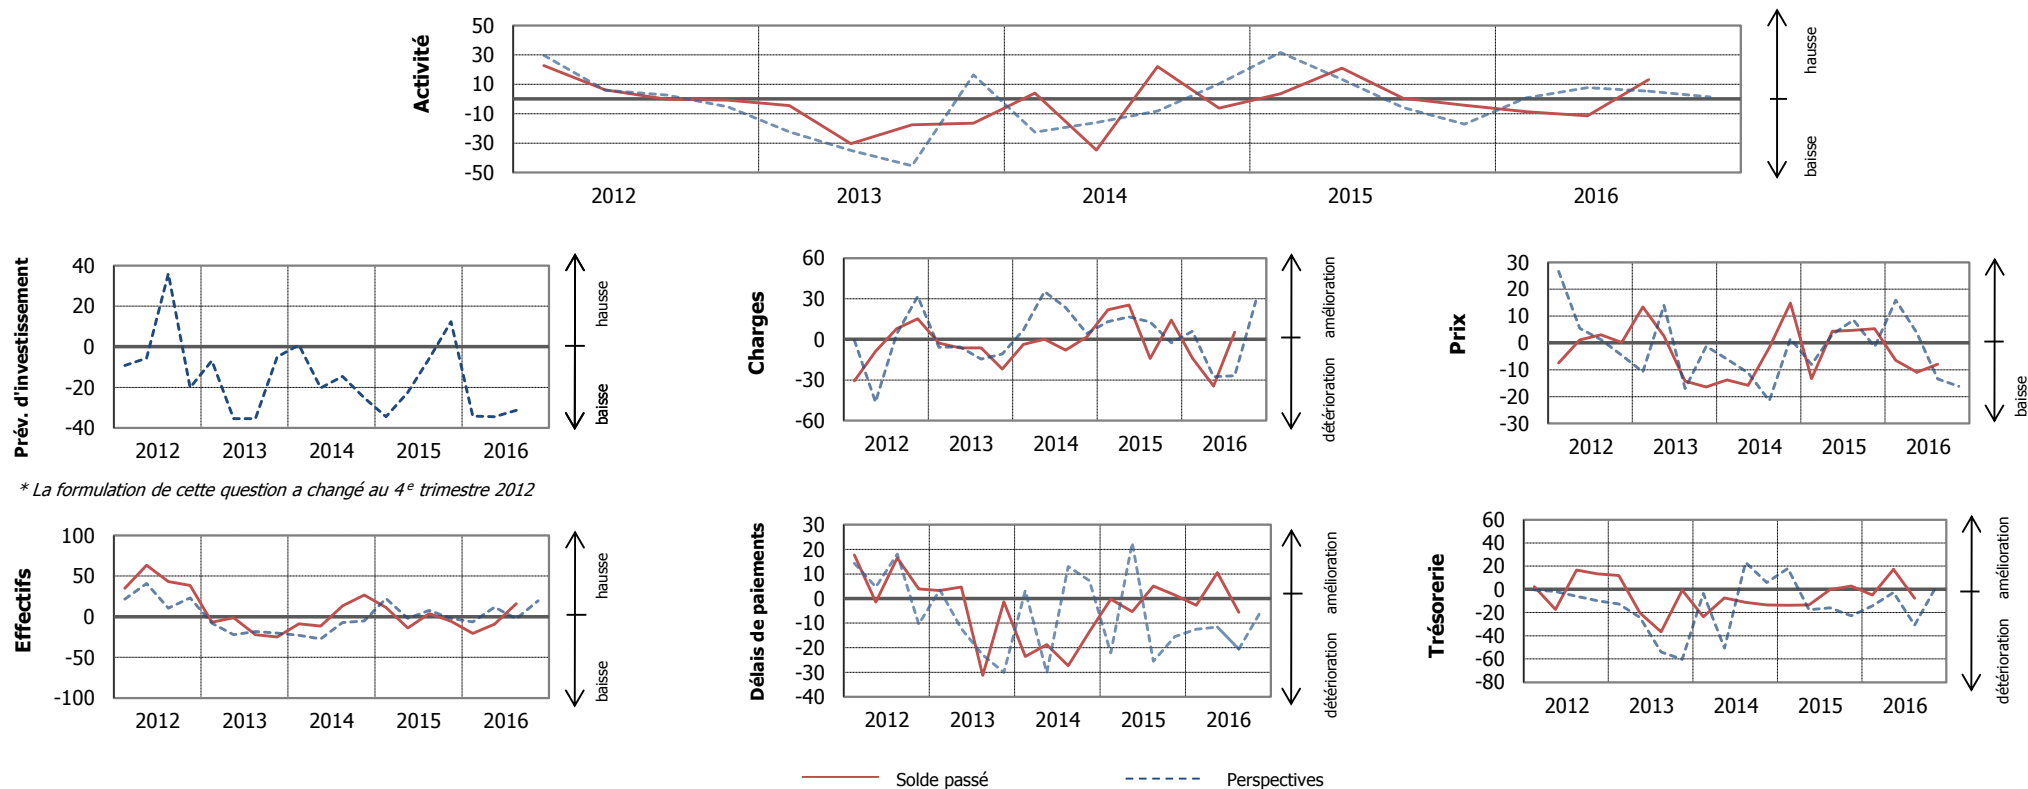 Activité
50
30
10
-10
-30
-50
2012 2013 2014 2015 2016
hausse
baisse
Prév. d'investissement
40
20
0
-20
-40
2012 2013 2014 2015 2016
hausse
baisse
* La formulation de cette question a changé au 4e trimestre 2012
Charges
60
30
0
-30
-60
2012 2013 2014 2015 2016
amélioration
détérioration
Prix
30
20
10
0
-10
-20
-30
2012 2013 2014 2015 2016
baisse
Effectifs
100
50
0
-50
-100
2012 2013 2014 2015 2016
hausse
baisse
Délais de paiements
30
20
10
0
-10
-20
-30
-40
2012 2013 2014 2015 2016
amélioration
détérioration
Trésorerie
60
40
20
0
-20
-40
-60
-80
2012 2013 2014 2015 2016
amélioration
détérioration
Solde passé Perspectives